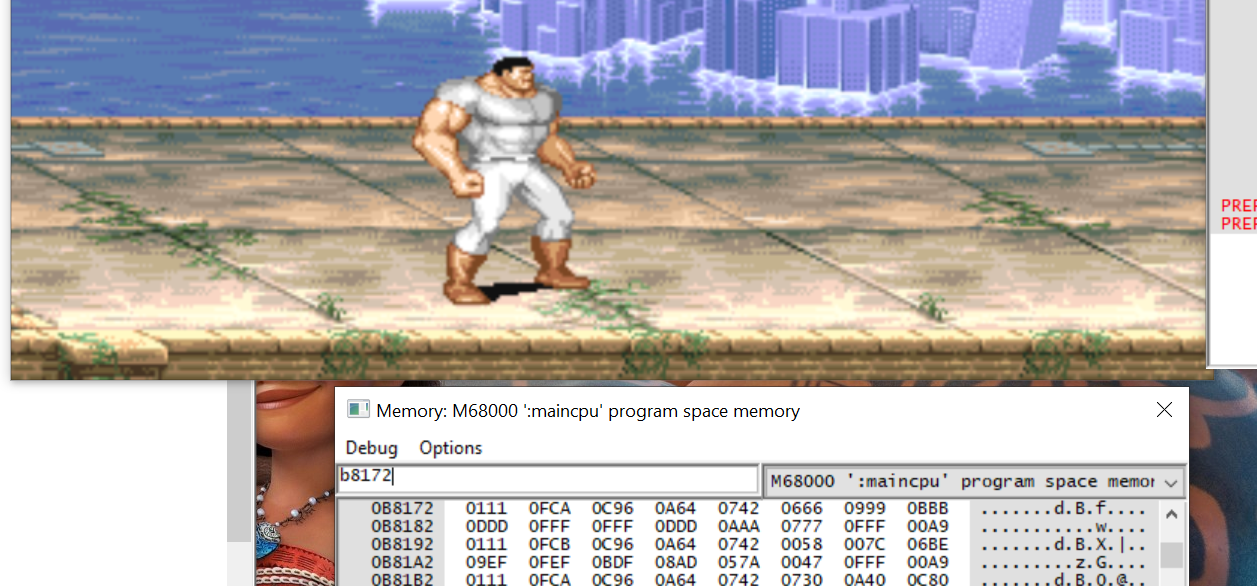 PREF
PREF
Memory: M68000 ':maincpu' program space memory
Debug Options
b8172 M68000 ':maincpu' program space memor
0B8172 0111 0FCA 0C96 0A64 0742 0666 0999 0BBB .......d.B.f....
0B8182 0DDD 0FFF 0FFF 0DDD 0AAA 0777 0FFF 00A9 ...........w....
0B8192 0111 0FCB 0C96 0A64 0742 0058 007C 06BE .......d.B.X.|..
0B81A2 09EF 0FEF 0BDF 08AD 057A 0047 0FFF 00A9 .........z.G....
0B81B2 0111 0FCA 0C96 0A64 0742 0730 0A40 0C80 .......d.B.0.@..